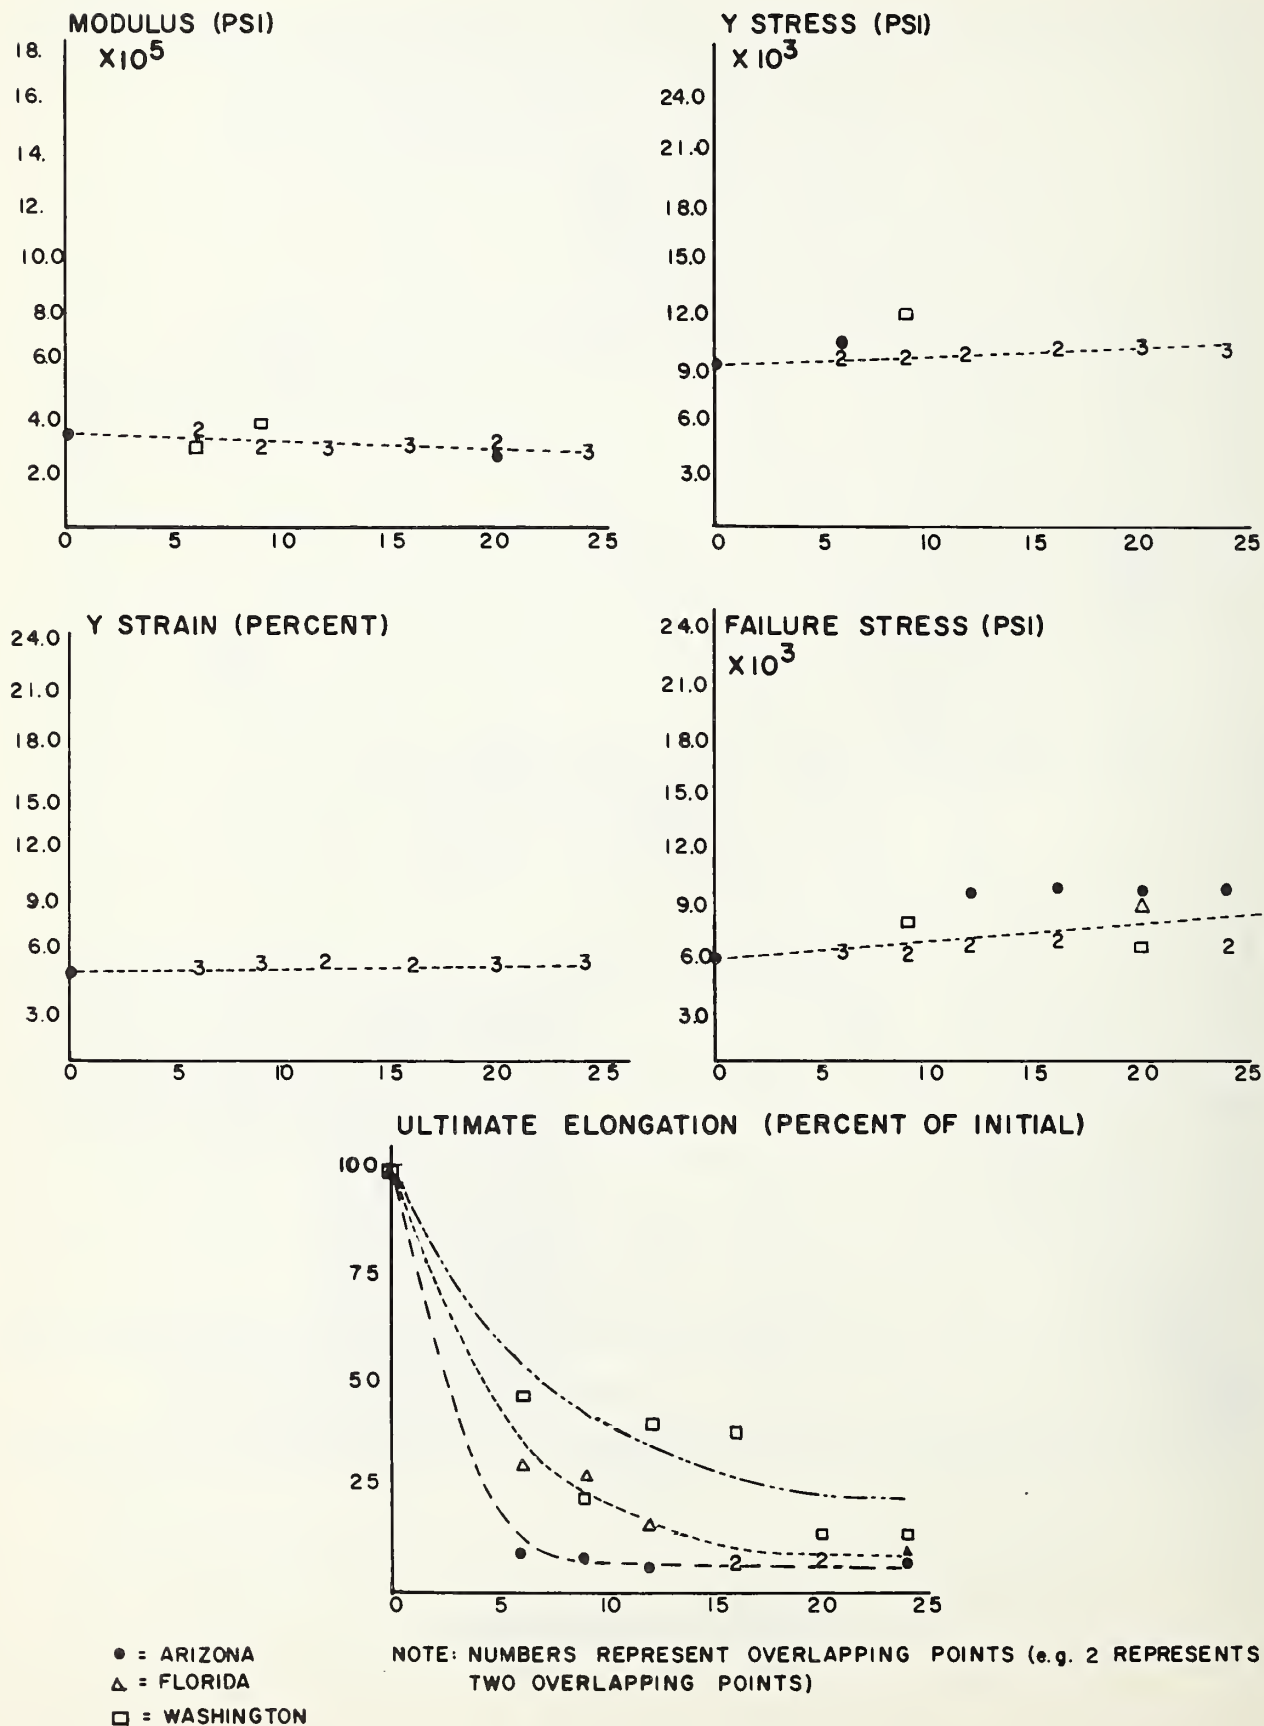 MODULUS (PSI)
X10⁵
18.
16.
14.
12.
10.0
8.0
6.0
4.0
2.0
2 2 3 3 2 3
0 5 10 15 20 25
Y STRESS (PSI)
X10³
24.0
21.0
18.0
15.0
12.0
9.0
6.0
3.0
2 2 2 2 3 3
0 5 10 15 20 25
Y STRAIN (PERCENT)
24.0
21.0
18.0
15.0
12.0
9.0
6.0
3.0
3 3 2 2 3 3
0 5 10 15 20 25
FAILURE STRESS (PSI)
X10³
24.0
21.0
18.0
15.0
12.0
9.0
6.0
3.0
3 2 2 2 2
0 5 10 15 20 25
ULTIMATE ELONGATION (PERCENT OF INITIAL)
100
75
50
25
2 2
0 5 10 15 20 25
● = ARIZONA
△ = FLORIDA
□ = WASHINGTON
NOTE: NUMBERS REPRESENT OVERLAPPING POINTS (e.g. 2 REPRESENTS
TWO OVERLAPPING POINTS)